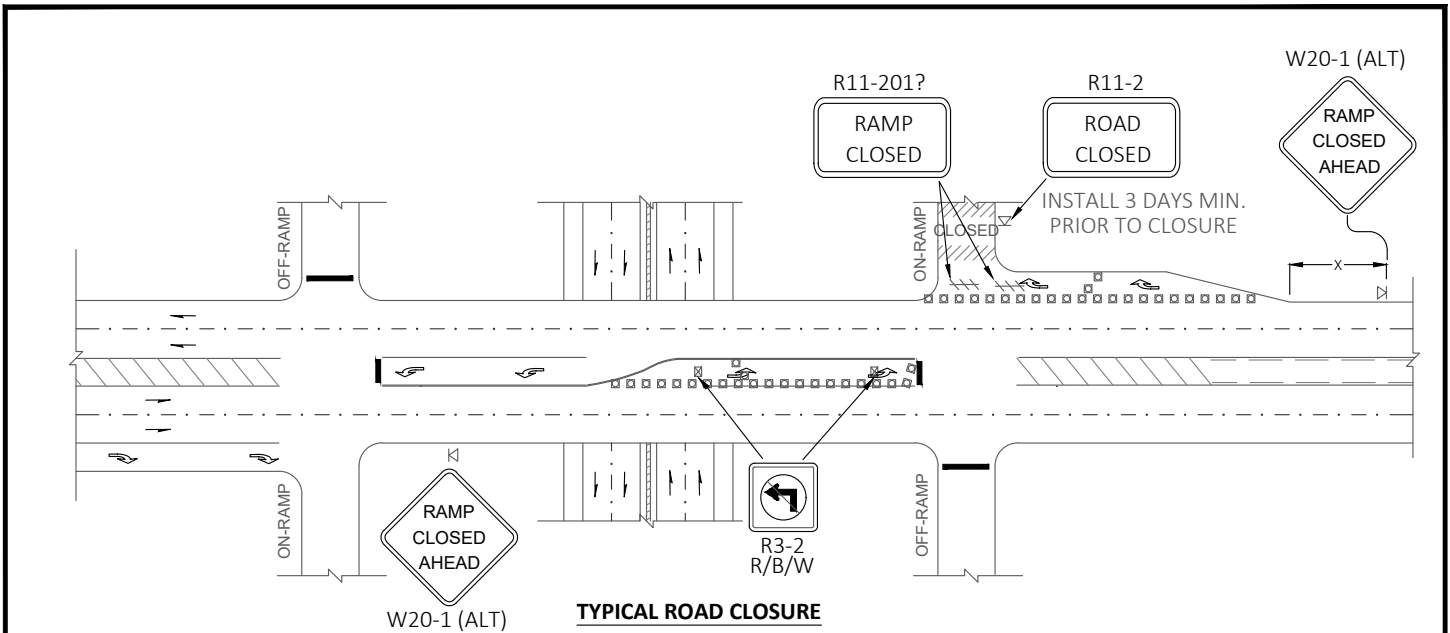 W20-1 (ALT)
R11-201?
R11-2
RAMP
CLOSED
ROAD
CLOSED
RAMP
CLOSED
AHEAD
INSTALL 3 DAYS MIN.
PRIOR TO CLOSURE
OFF-RAMP
ON-RAMP
CLOSED
X
ON-RAMP
RAMP
CLOSED
AHEAD
W20-1 (ALT)
R3-2
R/B/W
OFF-RAMP
TYPICAL ROAD CLOSURE